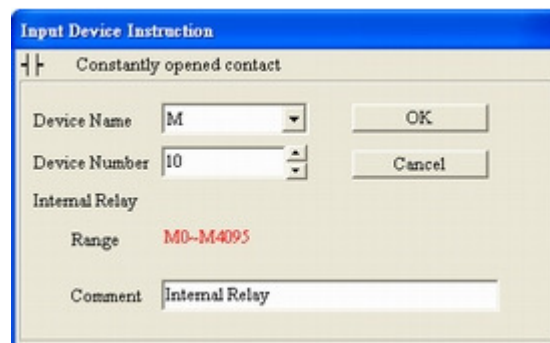 Input Device Instruction
Constantly opened contact
Device Name M OK
Device Number 10 Cancel
Internal Relay
Range M0~M4095
Comment Internal Relay